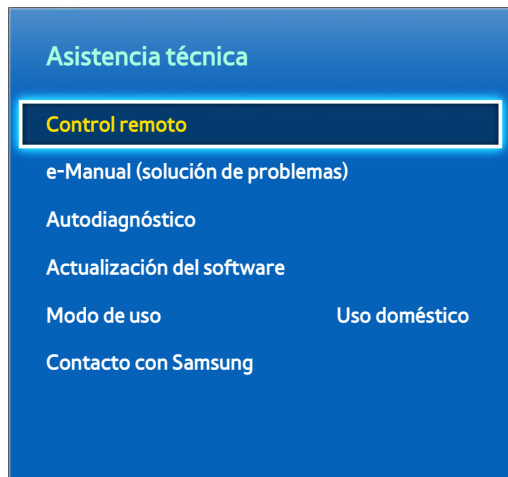 Asistencia técnica
Control remoto
e-Manual (solución de problemas)
Autodiagnóstico
Actualización del software
Modo de uso Uso doméstico
Contacto con Samsung